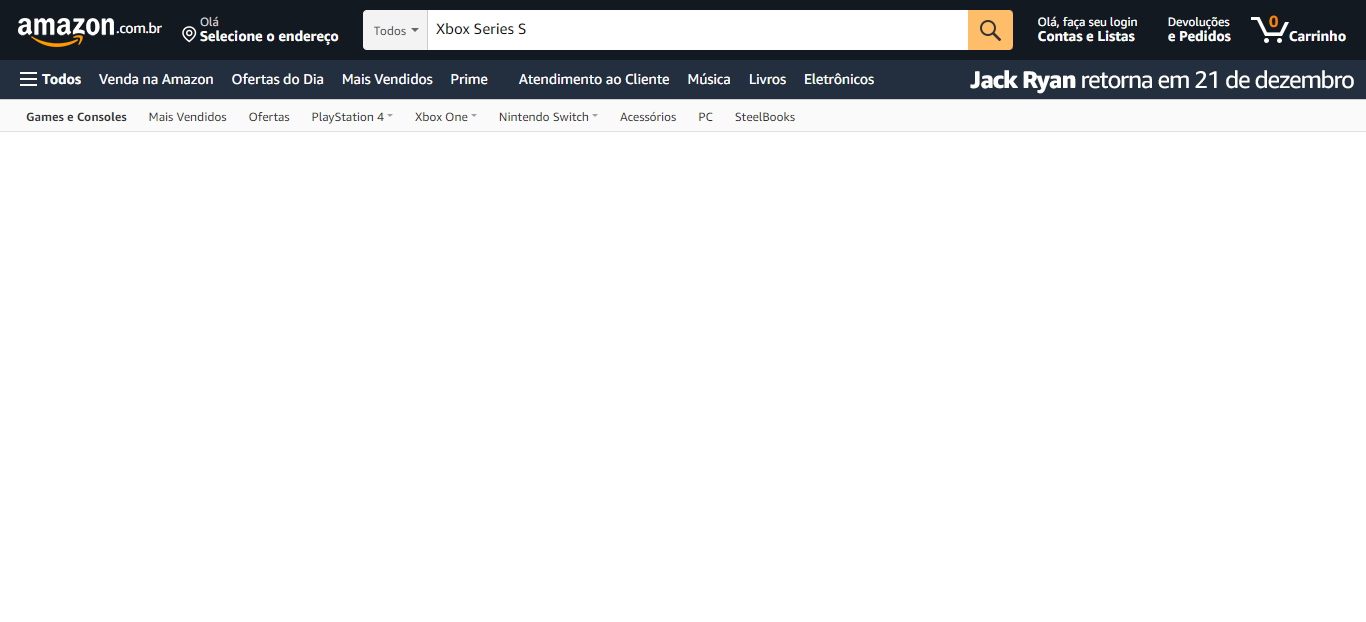 amazon.com.br
Olá
Selecione o endereço
Todos
Xbox Series S
Olá, faça seu login
Contas e Listas
Devoluções
e Pedidos
0
Carrinho
Todos Venda na Amazon Ofertas do Dia Mais Vendidos Prime Atendimento ao Cliente Música Livros Eletrônicos
Jack Ryan retorna em 21 de dezembro
Games e Consoles Mais Vendidos Ofertas PlayStation 4 Xbox One Nintendo Switch Acessórios PC SteelBooks